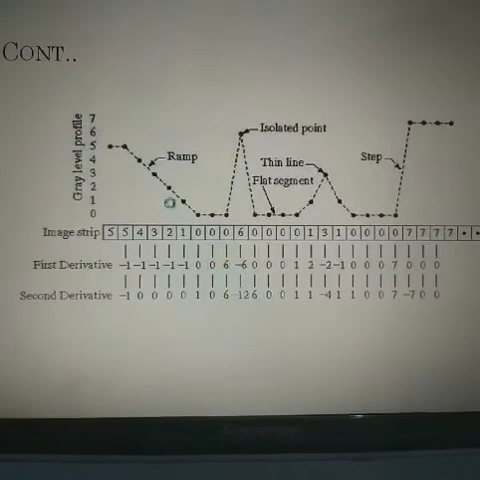 CONT..
Gray level profile
7
6
5
4
3
2
1
0
Isolated point
Ramp
Thin line
Step
Flat segment
Image strip 5 5 4 3 2 1 0 0 0 6 0 0 0 0 1 3 1 0 0 0 0 7 7 7 7
First Derivative -1 -1 -1 -1 -1 0 0 6 -6 0 0 0 1 2 -2 -1 0 0 0 7 0 0 0
Second Derivative -1 0 0 0 0 1 0 6 -12 6 0 0 1 1 -4 1 1 0 0 7 -7 0 0